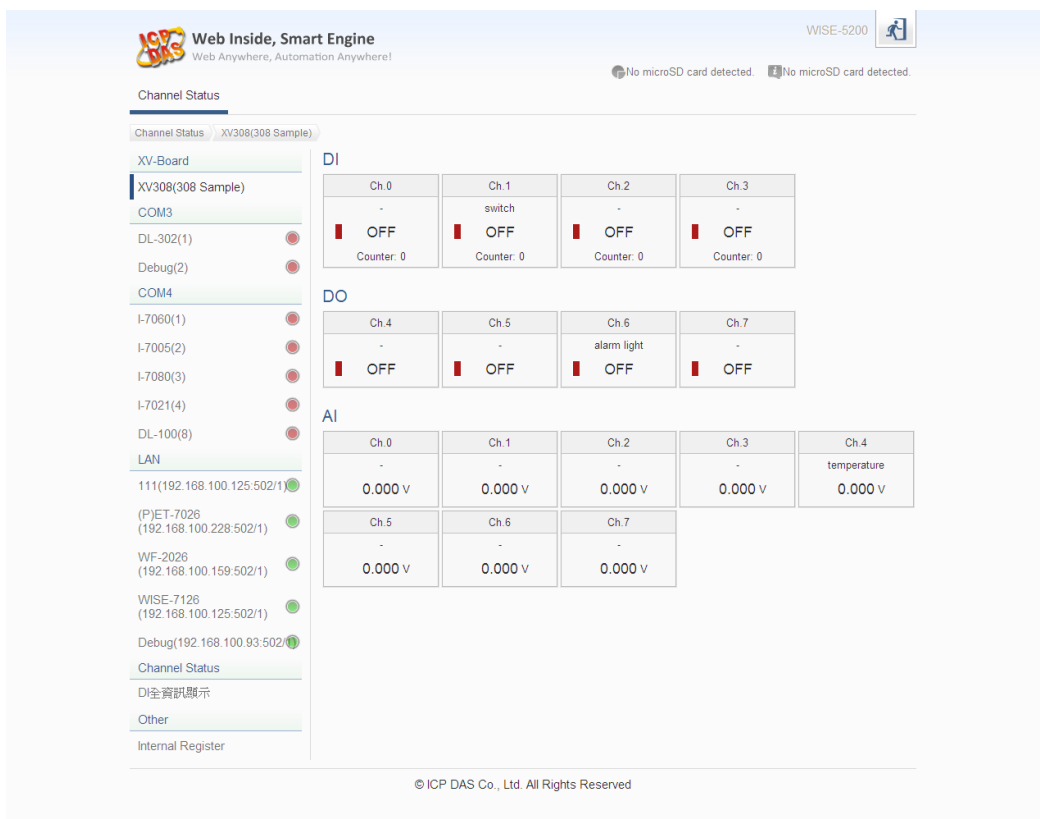 ICP DAS
Web Inside, Smart Engine
Web Anywhere, Automation Anywhere!
WISE-5200
No microSD card detected. No microSD card detected.
Channel Status
Channel Status XV308(308 Sample)
XV-Board
XV308(308 Sample)
COM3
DL-302(1)
Debug(2)
COM4
I-7060(1)
I-7005(2)
I-7080(3)
I-7021(4)
DL-100(8)
LAN
111(192.168.100.125:502/1)
(P)ET-7026
(192.168.100.228:502/1)
WF-2026
(192.168.100.159:502/1)
WISE-7126
(192.168.100.125:502/1)
Debug(192.168.100.93:502/1)
Channel Status
DI全資訊顯示
Other
Internal Register
DI
Ch.0 Ch.1 Ch.2 Ch.3
- switch - -
OFF OFF OFF OFF
Counter: 0 Counter: 0 Counter: 0 Counter: 0
DO
Ch.4 Ch.5 Ch.6 Ch.7
- - alarm light -
OFF OFF OFF OFF
AI
Ch.0 Ch.1 Ch.2 Ch.3 Ch.4
- - - - temperature
0.000 V 0.000 V 0.000 V 0.000 V 0.000 V
Ch.5 Ch.6 Ch.7
- - -
0.000 V 0.000 V 0.000 V
© ICP DAS Co., Ltd. All Rights Reserved